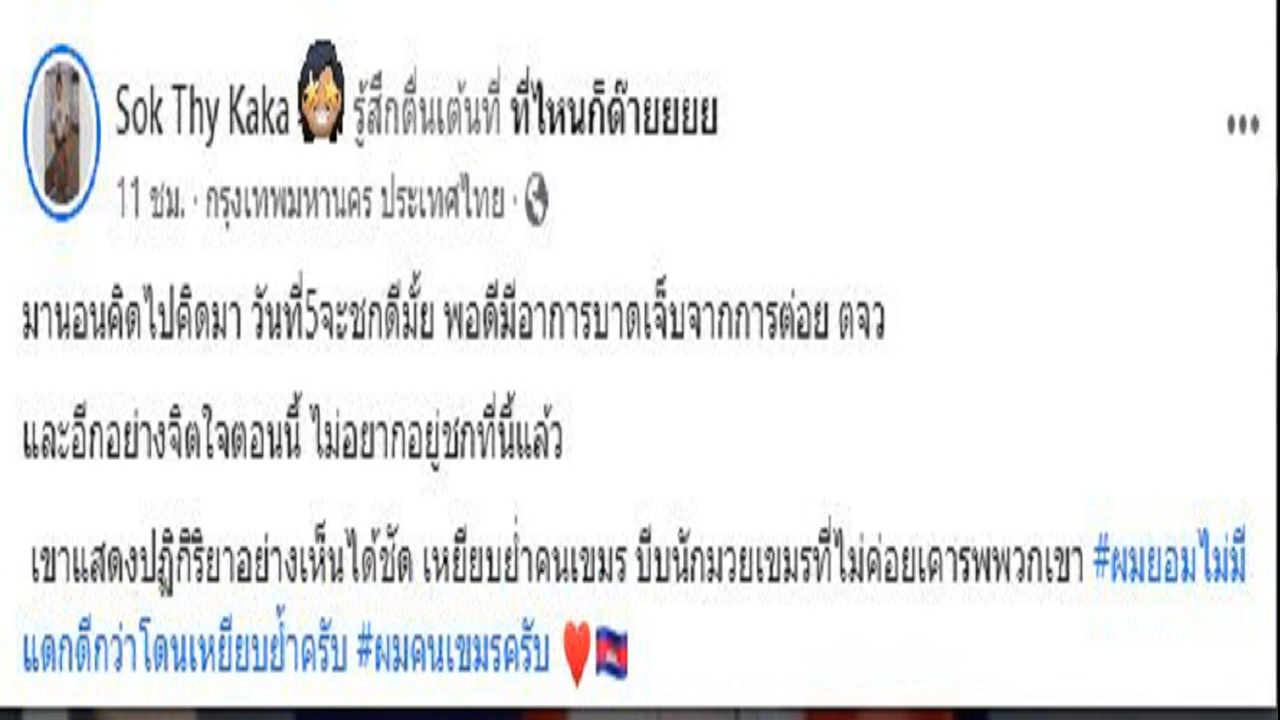 Sok Thy Kaka รู้สึกตื่นเต้นที่ ที่ไหนก็ด๊ายยยย
11 ชม. · กรุงเทพมหานคร ประเทศไทย ·
มานอนคิดไปคิดมา วันที่5จะชกดีมั้ย พอดีมีอาการบาดเจ็บจากการต่อย ตจว
และอีกอย่างจิตใจตอนนี้ ไม่อยากอยู่ชกที่นี้แล้ว
เขาแสดงปฏิกิริยาอย่างเห็นได้ชัด เหยียบย่ำคนเขมร บีบนักมวยเขมรที่ไม่ค่อยเคารพพวกเขา #ผมยอมไม่มี
แดกดีกว่าโดนเหยียบย้ำครับ #ผมคนเขมรครับ ❤️🇰🇭